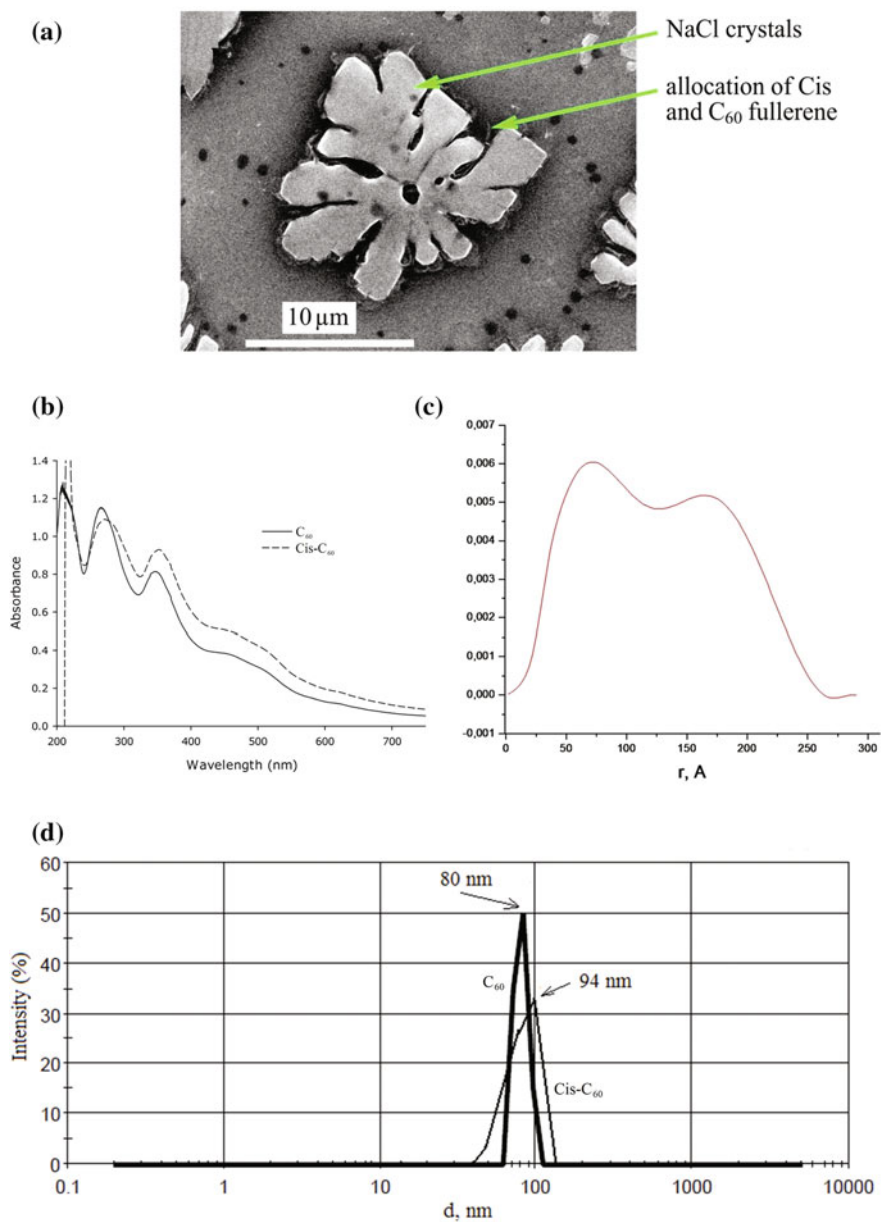 (a)
NaCl crystals
allocation of Cis
and C₆₀ fullerene
10 µm
(b)
1.4
1.2
1.0
0.8
0.6
0.4
0.2
0.0
Absorbance
C₆₀
Cis-C₆₀
200 300 400 500 600 700
Wavelength (nm)
(c)
0,007
0,006
0,005
0,004
0,003
0,002
0,001
0,000
-0,001
0 50 100 150 200 250 300
r, A
(d)
60
50
40
30
20
10
0
Intensity (%)
80 nm
C₆₀
94 nm
Cis-C₆₀
0.1 1 10 100 1000 10000
d, nm